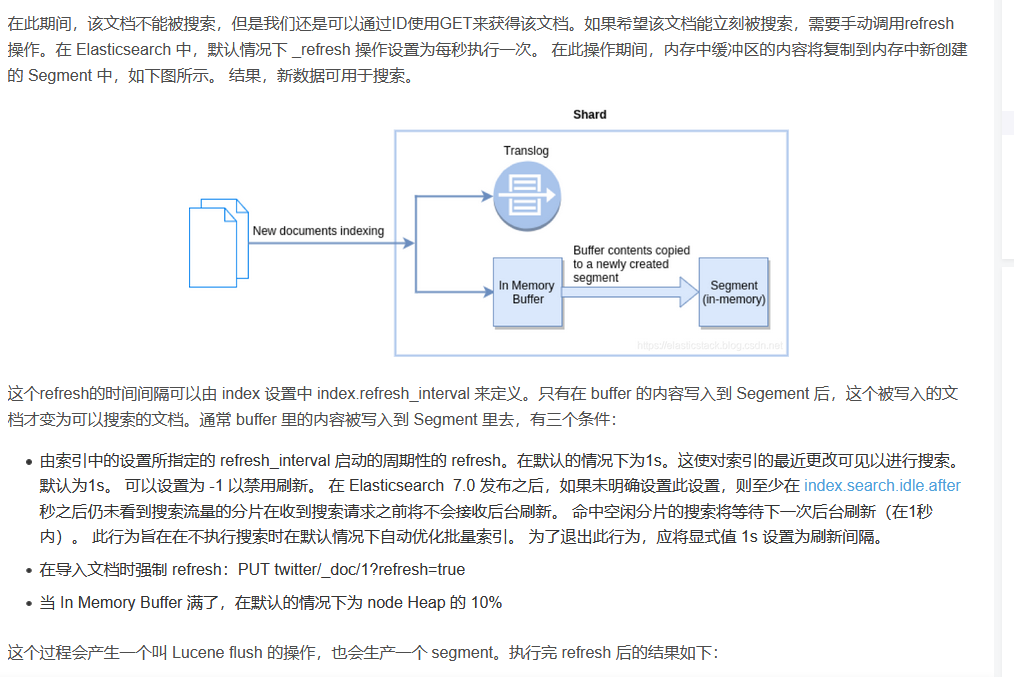 在此期间，该文档不能被搜索，但是我们还是可以通过ID使用GET来获得该文档。如果希望该文档能立刻被搜索，需要手动调用refresh
操作。在 Elasticsearch 中，默认情况下 _refresh 操作设置为每秒执行一次。 在此操作期间，内存中缓冲区的内容将复制到内存中新创建
的 Segment 中，如下图所示。 结果，新数据可用于搜索。
Shard
Translog
New documents indexing
Buffer contents copied
to a newly created
segment
In Memory
Buffer
Segment
(in-memory)
https://elasticstack.blog.csdn.net
这个refresh的时间间隔可以由 index 设置中 index.refresh_interval 来定义。只有在 buffer 的内容写入到 Segement 后，这个被写入的文
档才变为可以搜索的文档。通常 buffer 里的内容被写入到 Segment 里去，有三个条件：
• 由索引中的设置所指定的 refresh_interval 启动的周期性的 refresh。在默认的情况下为1s。这使对索引的最近更改可见以进行搜索。
默认为1s。 可以设置为 -1 以禁用刷新。 在 Elasticsearch 7.0 发布之后，如果未明确设置此设置，则至少在 index.search.idle.after
秒之后仍未看到搜索流量的分片在收到搜索请求之前将不会接收后台刷新。 命中空闲分片的搜索将等待下一次后台刷新（在1秒
内）。 此行为旨在在不执行搜索时在默认情况下自动优化批量索引。 为了退出此行为，应将显式值 1s 设置为刷新间隔。
• 在导入文档时强制 refresh：PUT twitter/_doc/1?refresh=true
• 当 In Memory Buffer 满了，在默认的情况下为 node Heap 的 10%
这个过程会产生一个叫 Lucene flush 的操作，也会生产一个 segment。执行完 refresh 后的结果如下：